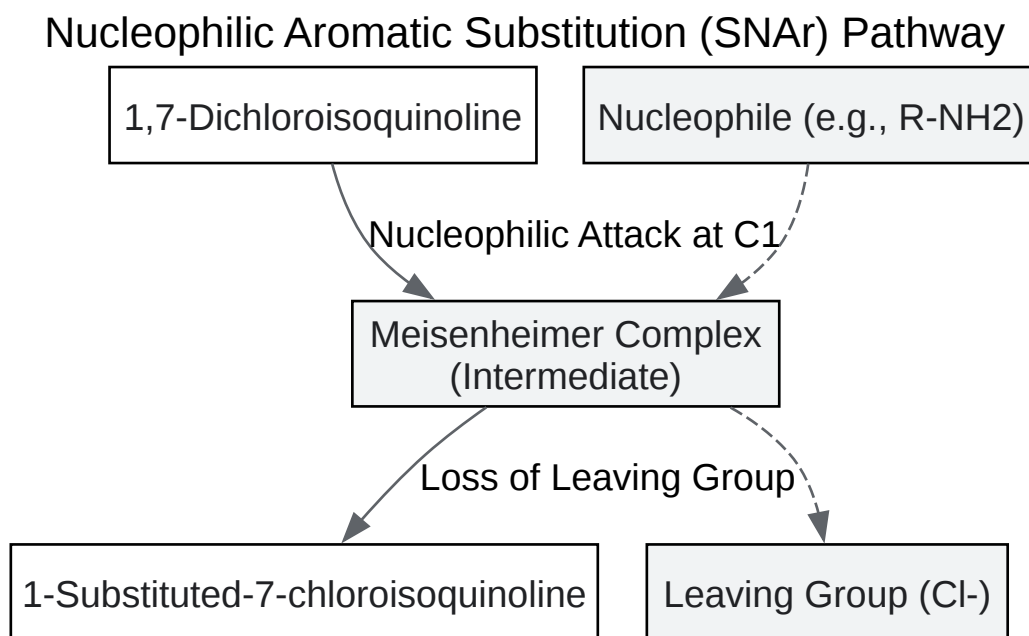 Nucleophilic Aromatic Substitution (SNAr) Pathway
1,7-Dichloroisoquinoline
Nucleophile (e.g., R-NH2)
Nucleophilic Attack at C1
Meisenheimer Complex
(Intermediate)
Loss of Leaving Group
1-Substituted-7-chloroisoquinoline
Leaving Group (Cl-)